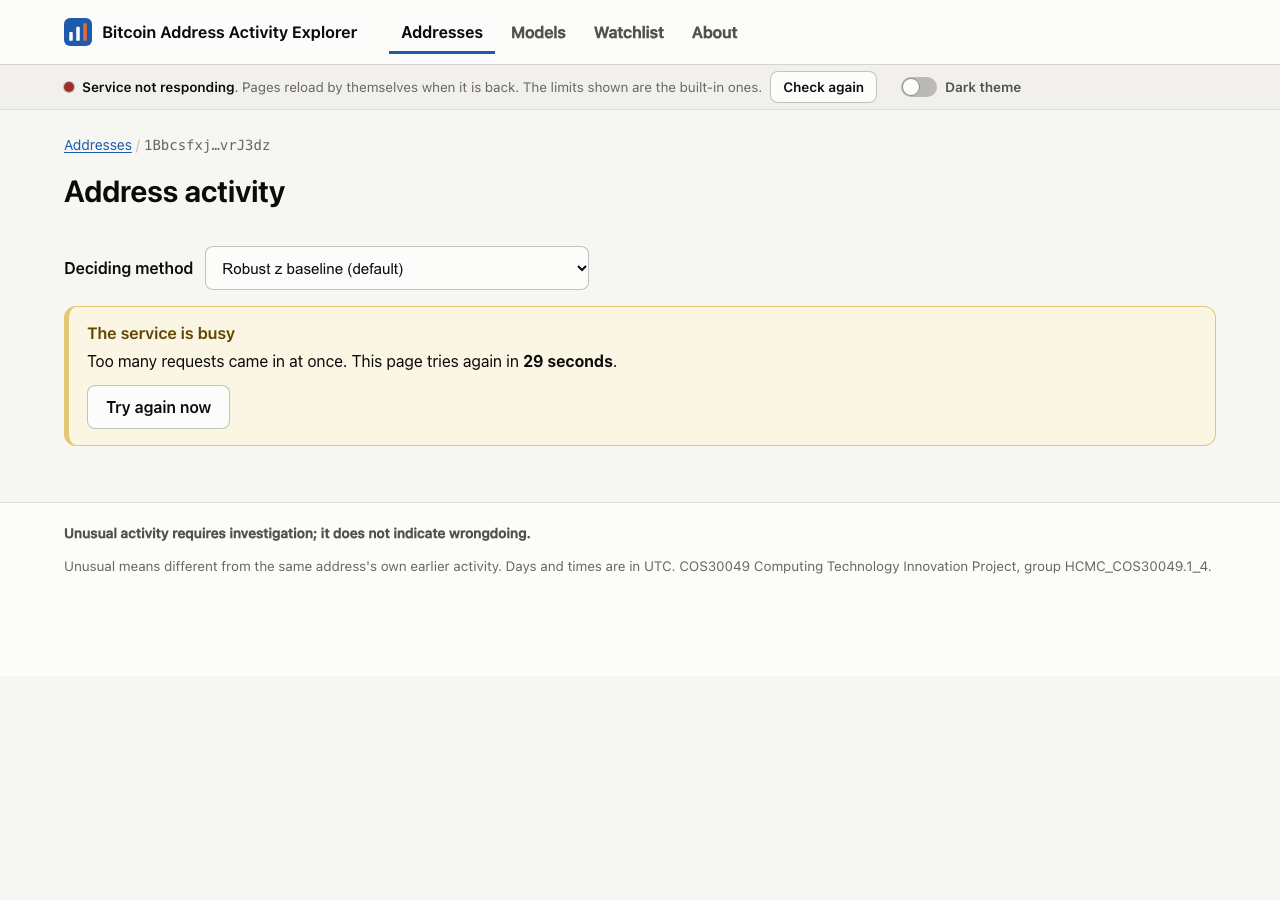 Bitcoin Address Activity Explorer Addresses Models Watchlist About
Service not responding. Pages reload by themselves when it is back. The limits shown are the built-in ones. Check again Dark theme
Addresses / 1Bbcsfxj…vrJ3dz
Address activity
Deciding method Robust z baseline (default)
The service is busy
Too many requests came in at once. This page tries again in 29 seconds.
Try again now
Unusual activity requires investigation; it does not indicate wrongdoing.
Unusual means different from the same address's own earlier activity. Days and times are in UTC. COS30049 Computing Technology Innovation Project, group HCMC_COS30049.1_4.